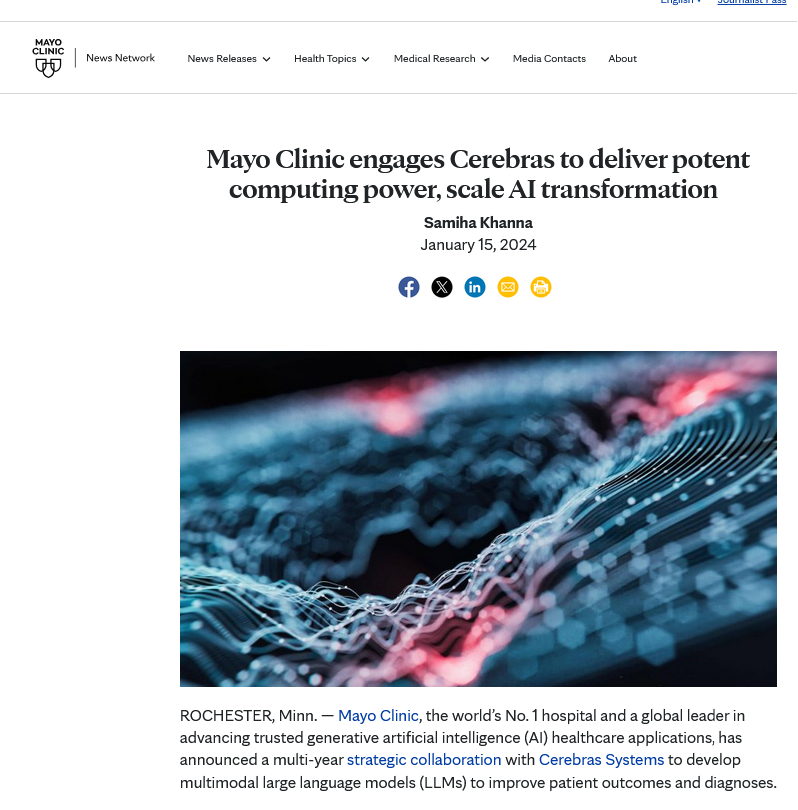 English
Journalist Pass
MAYO
CLINIC
News Network
News Releases
Health Topics
Medical Research
Media Contacts
About
Mayo Clinic engages Cerebras to deliver potent
computing power, scale AI transformation
Samiha Khanna
January 15, 2024
ROCHESTER, Minn. — Mayo Clinic, the world’s No. 1 hospital and a global leader in
advancing trusted generative artificial intelligence (AI) healthcare applications, has
announced a multi-year strategic collaboration with Cerebras Systems to develop
multimodal large language models (LLMs) to improve patient outcomes and diagnoses.